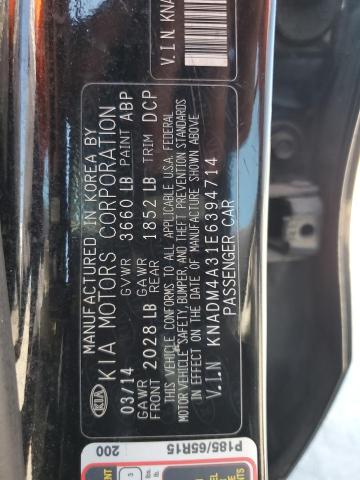 MANUFACTURED IN KOREA BY
KIA KIA MOTORS CORPORATION
03/14 GVWR 3660 LB PAINT ABP
GAWR FRONT 2028 LB GAWR REAR 1852 LB TRIM DCP
THIS VEHICLE CONFORMS TO ALL APPLICABLE U.S.A. FEDERAL
MOTOR VEHICLE SAFETY, BUMPER, AND THEFT PREVENTION STANDARDS
IN EFFECT ON THE DATE OF MANUFACTURE SHOWN ABOVE.
V.I.N KNADM4A31E6394714
PASSENGER CAR
V.I.N. KNA
P185/65R15
200